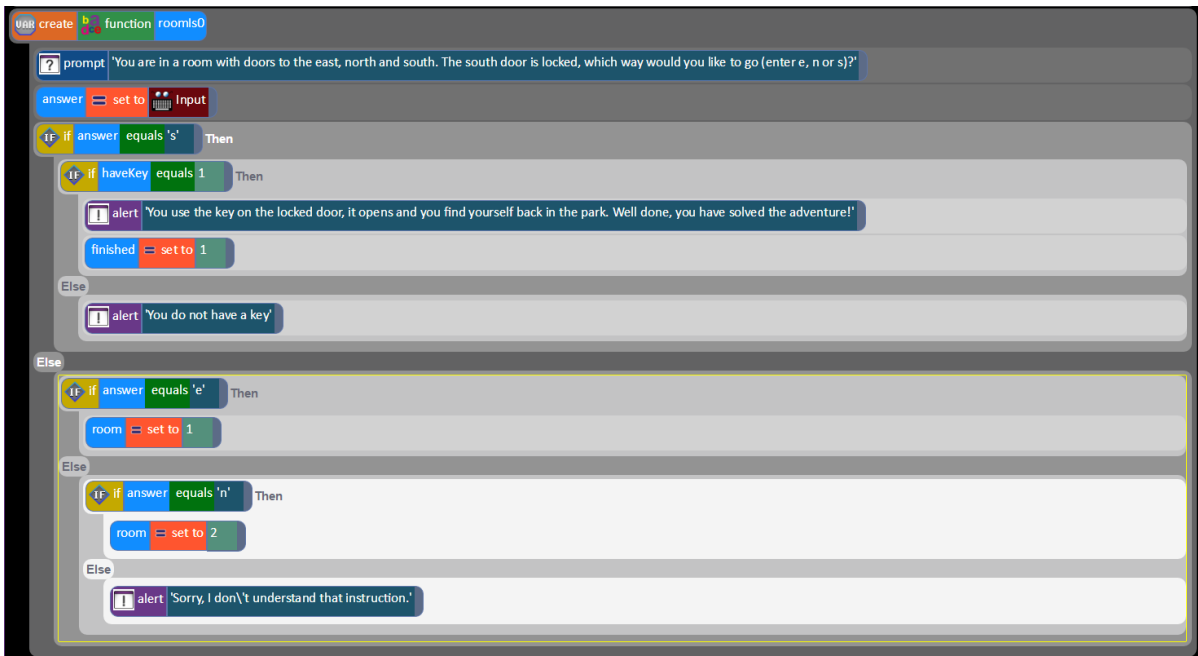 VAR create bc dce function roomIs0
? prompt 'You are in a room with doors to the east, north and south. The south door is locked, which way would you like to go (enter e, n or s)?'
answer = set to Input
IF if answer equals 's' Then
IF if haveKey equals 1 Then
! alert 'You use the key on the locked door, it opens and you find yourself back in the park. Well done, you have solved the adventure!'
finished = set to 1
Else
! alert 'You do not have a key'
Else
IF if answer equals 'e' Then
room = set to 1
Else
IF if answer equals 'n' Then
room = set to 2
Else
! alert 'Sorry, I don\'t understand that instruction.'